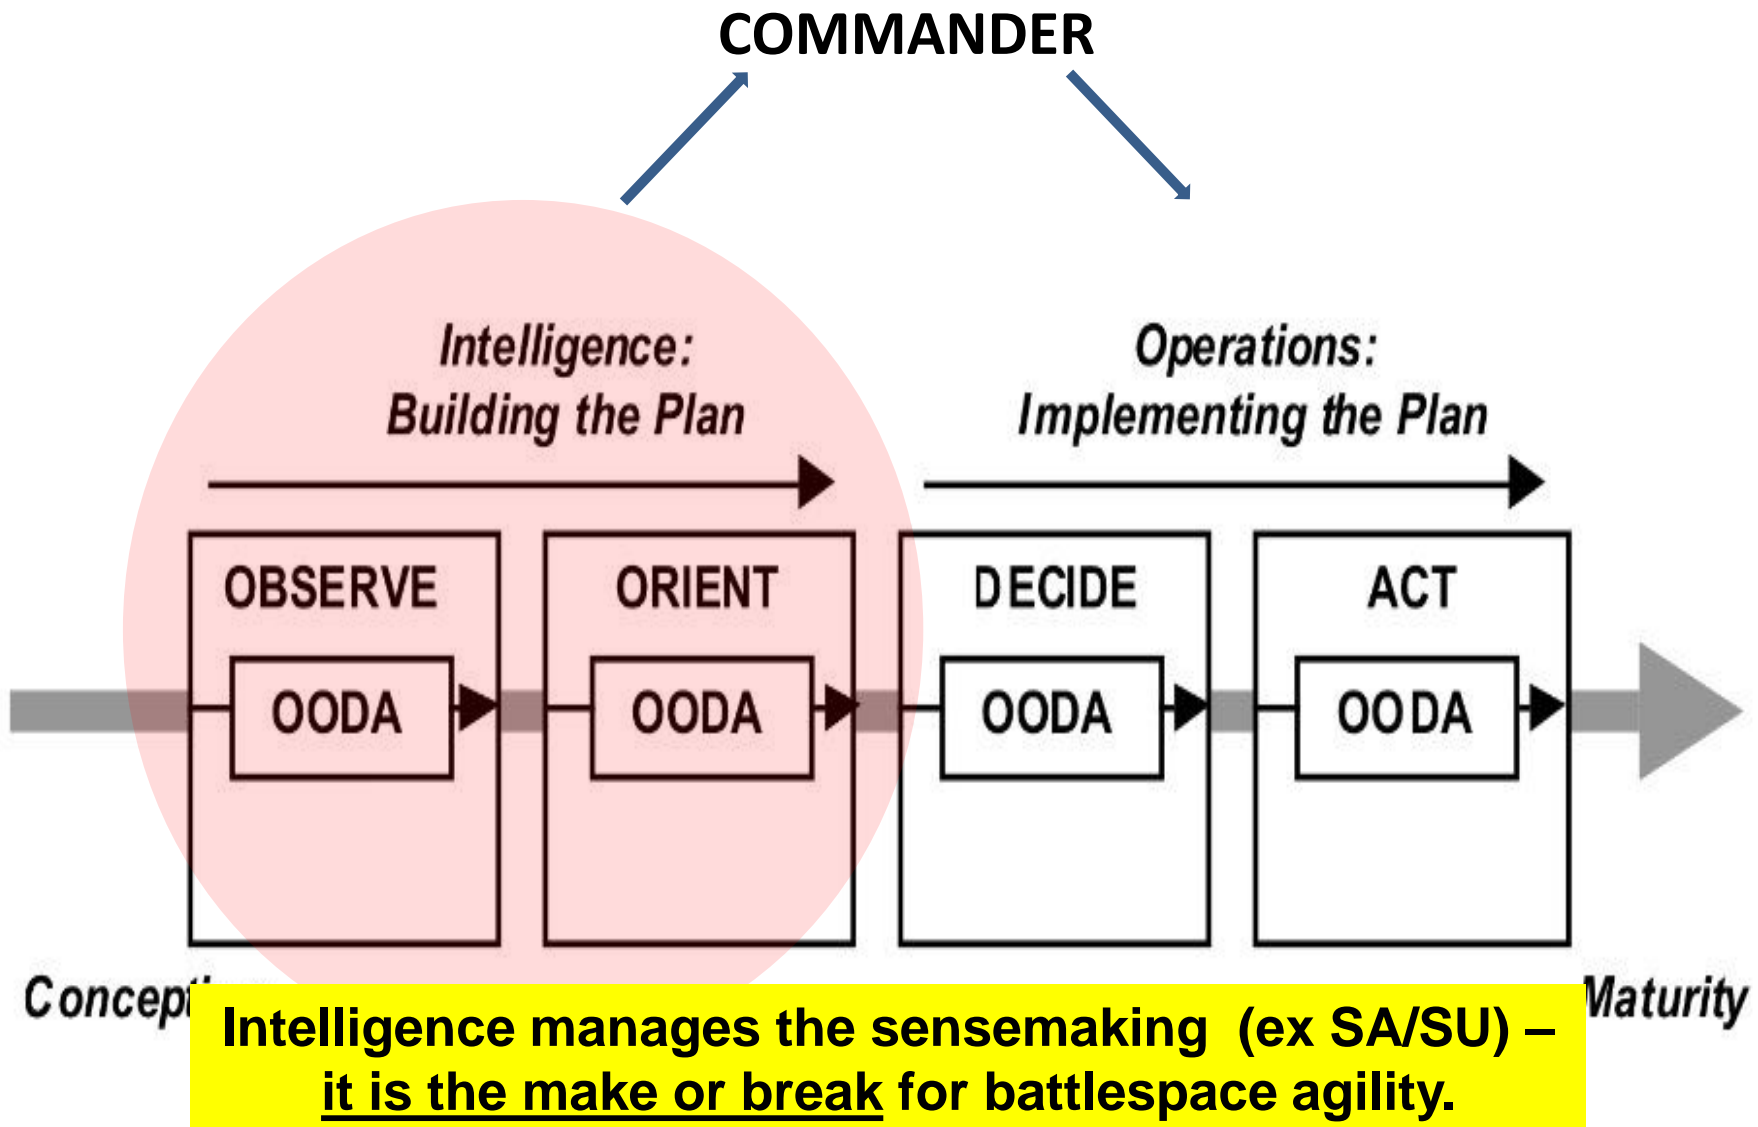 COMMANDER
Intelligence:
Building the Plan
Operations:
Implementing the Plan
OBSERVE
ORIENT
DECIDE
ACT
OODA
OODA
OODA
OODA
Maturity
Intelligence manages the sensemaking (ex SA/SU) –
it is the make or break for battlespace agility.